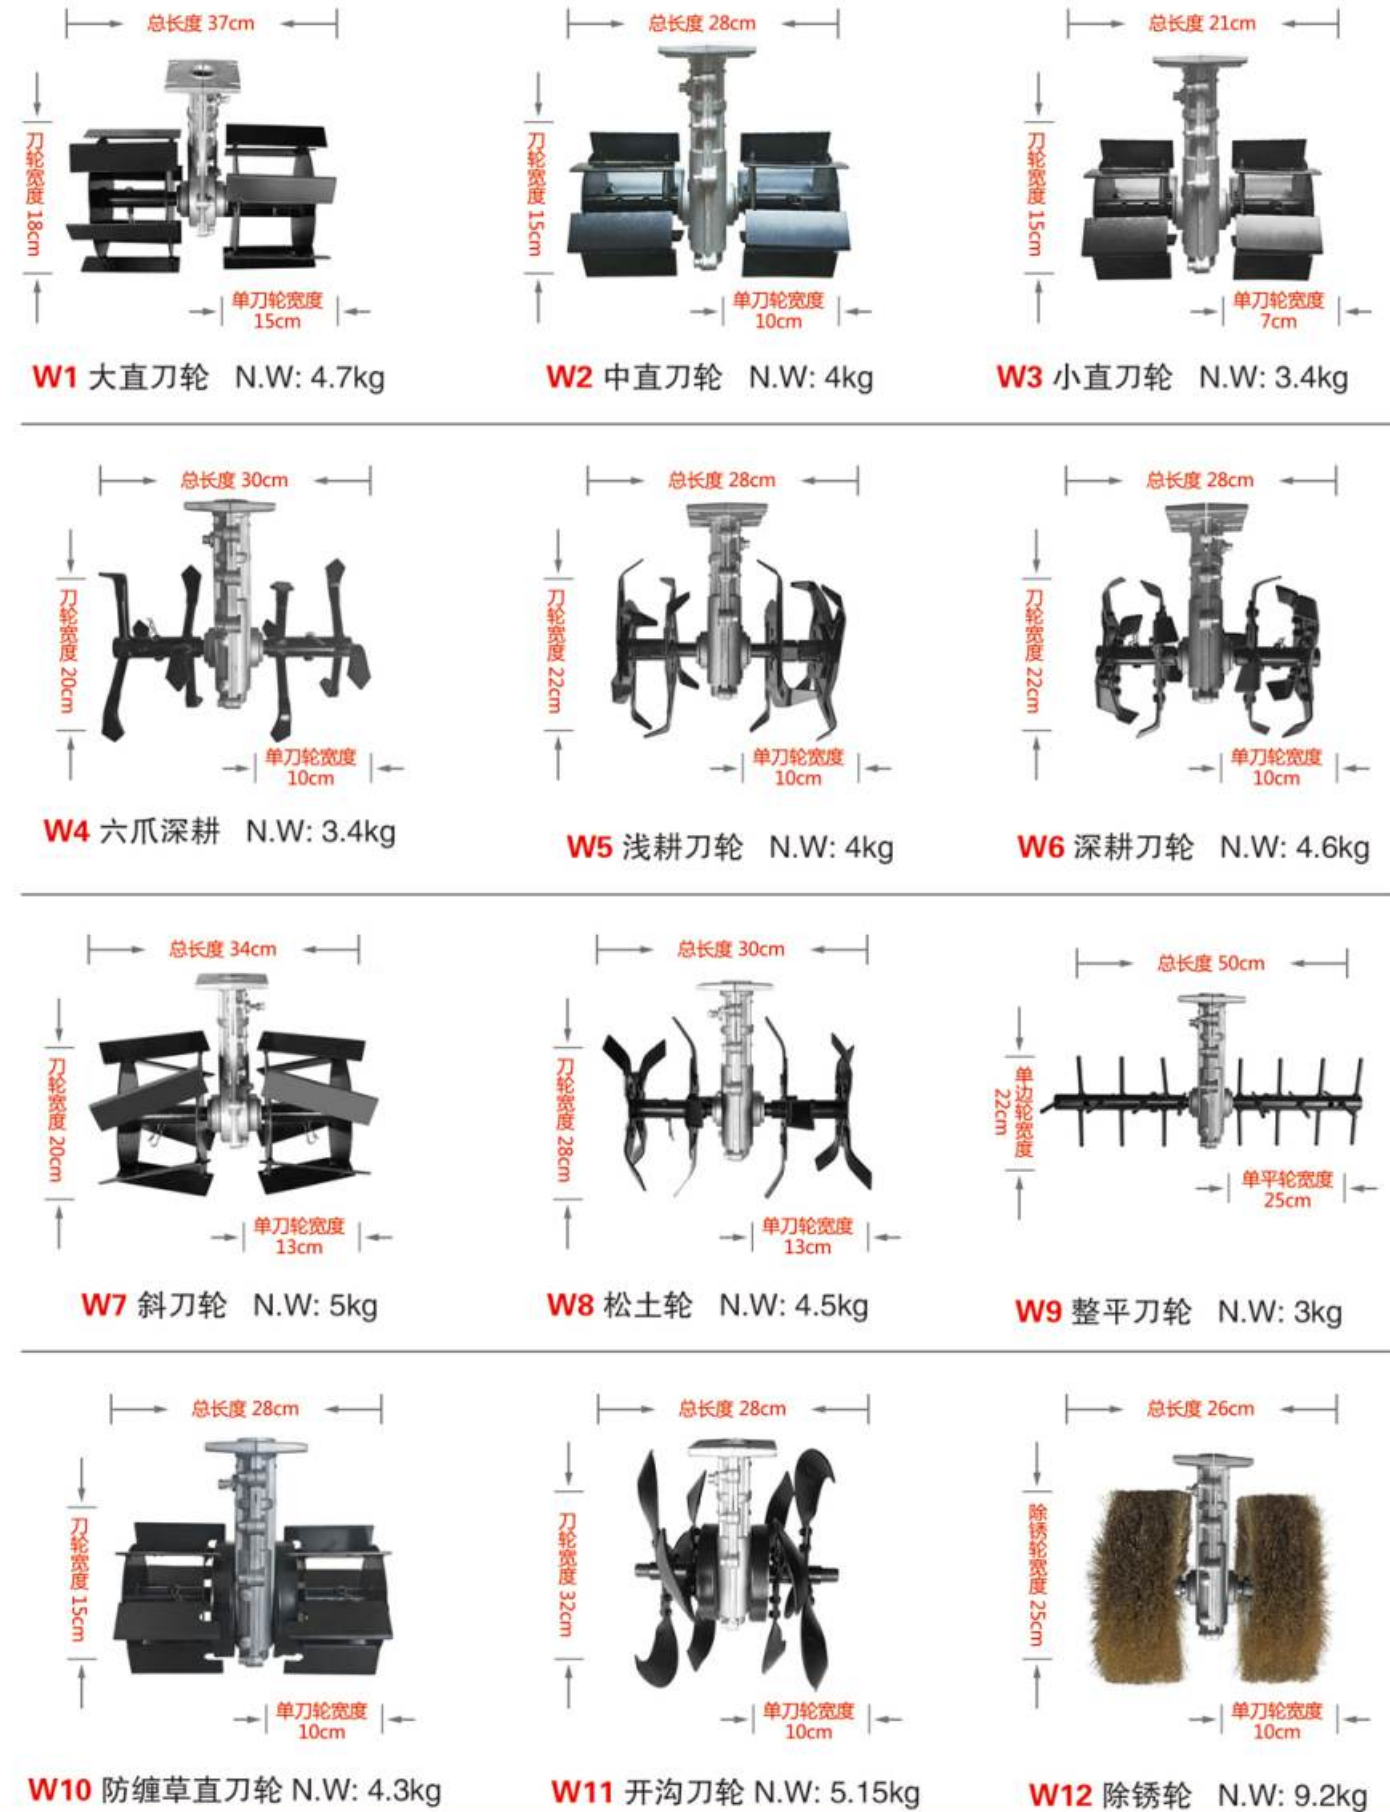 总长度 37cm
刀轮宽度 18cm
单刀轮宽度
15cm
W1 大直刀轮 N.W: 4.7kg
总长度 28cm
刀轮宽度 15cm
单刀轮宽度
10cm
W2 中直刀轮 N.W: 4kg
总长度 21cm
刀轮宽度 15cm
单刀轮宽度
7cm
W3 小直刀轮 N.W: 3.4kg
总长度 30cm
刀轮宽度 20cm
单刀轮宽度
10cm
W4 六爪深耕 N.W: 3.4kg
总长度 28cm
刀轮宽度 22cm
单刀轮宽度
10cm
W5 浅耕刀轮 N.W: 4kg
总长度 28cm
刀轮宽度 22cm
单刀轮宽度
10cm
W6 深耕刀轮 N.W: 4.6kg
总长度 34cm
刀轮宽度 20cm
单刀轮宽度
13cm
W7 斜刀轮 N.W: 5kg
总长度 30cm
刀轮宽度 28cm
单刀轮宽度
13cm
W8 松土轮 N.W: 4.5kg
总长度 50cm
单边轮宽度
22cm
单平轮宽度
25cm
W9 整平刀轮 N.W: 3kg
总长度 28cm
刀轮宽度 15cm
单刀轮宽度
10cm
W10 防缠草直刀轮 N.W: 4.3kg
总长度 28cm
刀轮宽度 32cm
单刀轮宽度
10cm
W11 开沟刀轮 N.W: 5.15kg
总长度 26cm
除锈轮宽度 25cm
单刀轮宽度
10cm
W12 除锈轮 N.W: 9.2kg